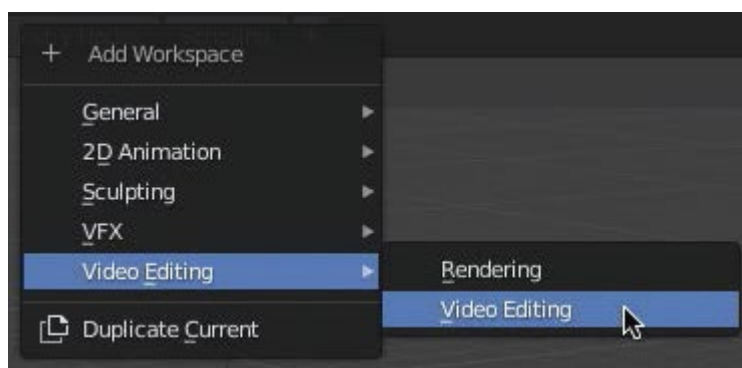 Add Workspace
General
2D Animation
Sculpting
VFX
Video Editing
Rendering
Video Editing
Duplicate Current